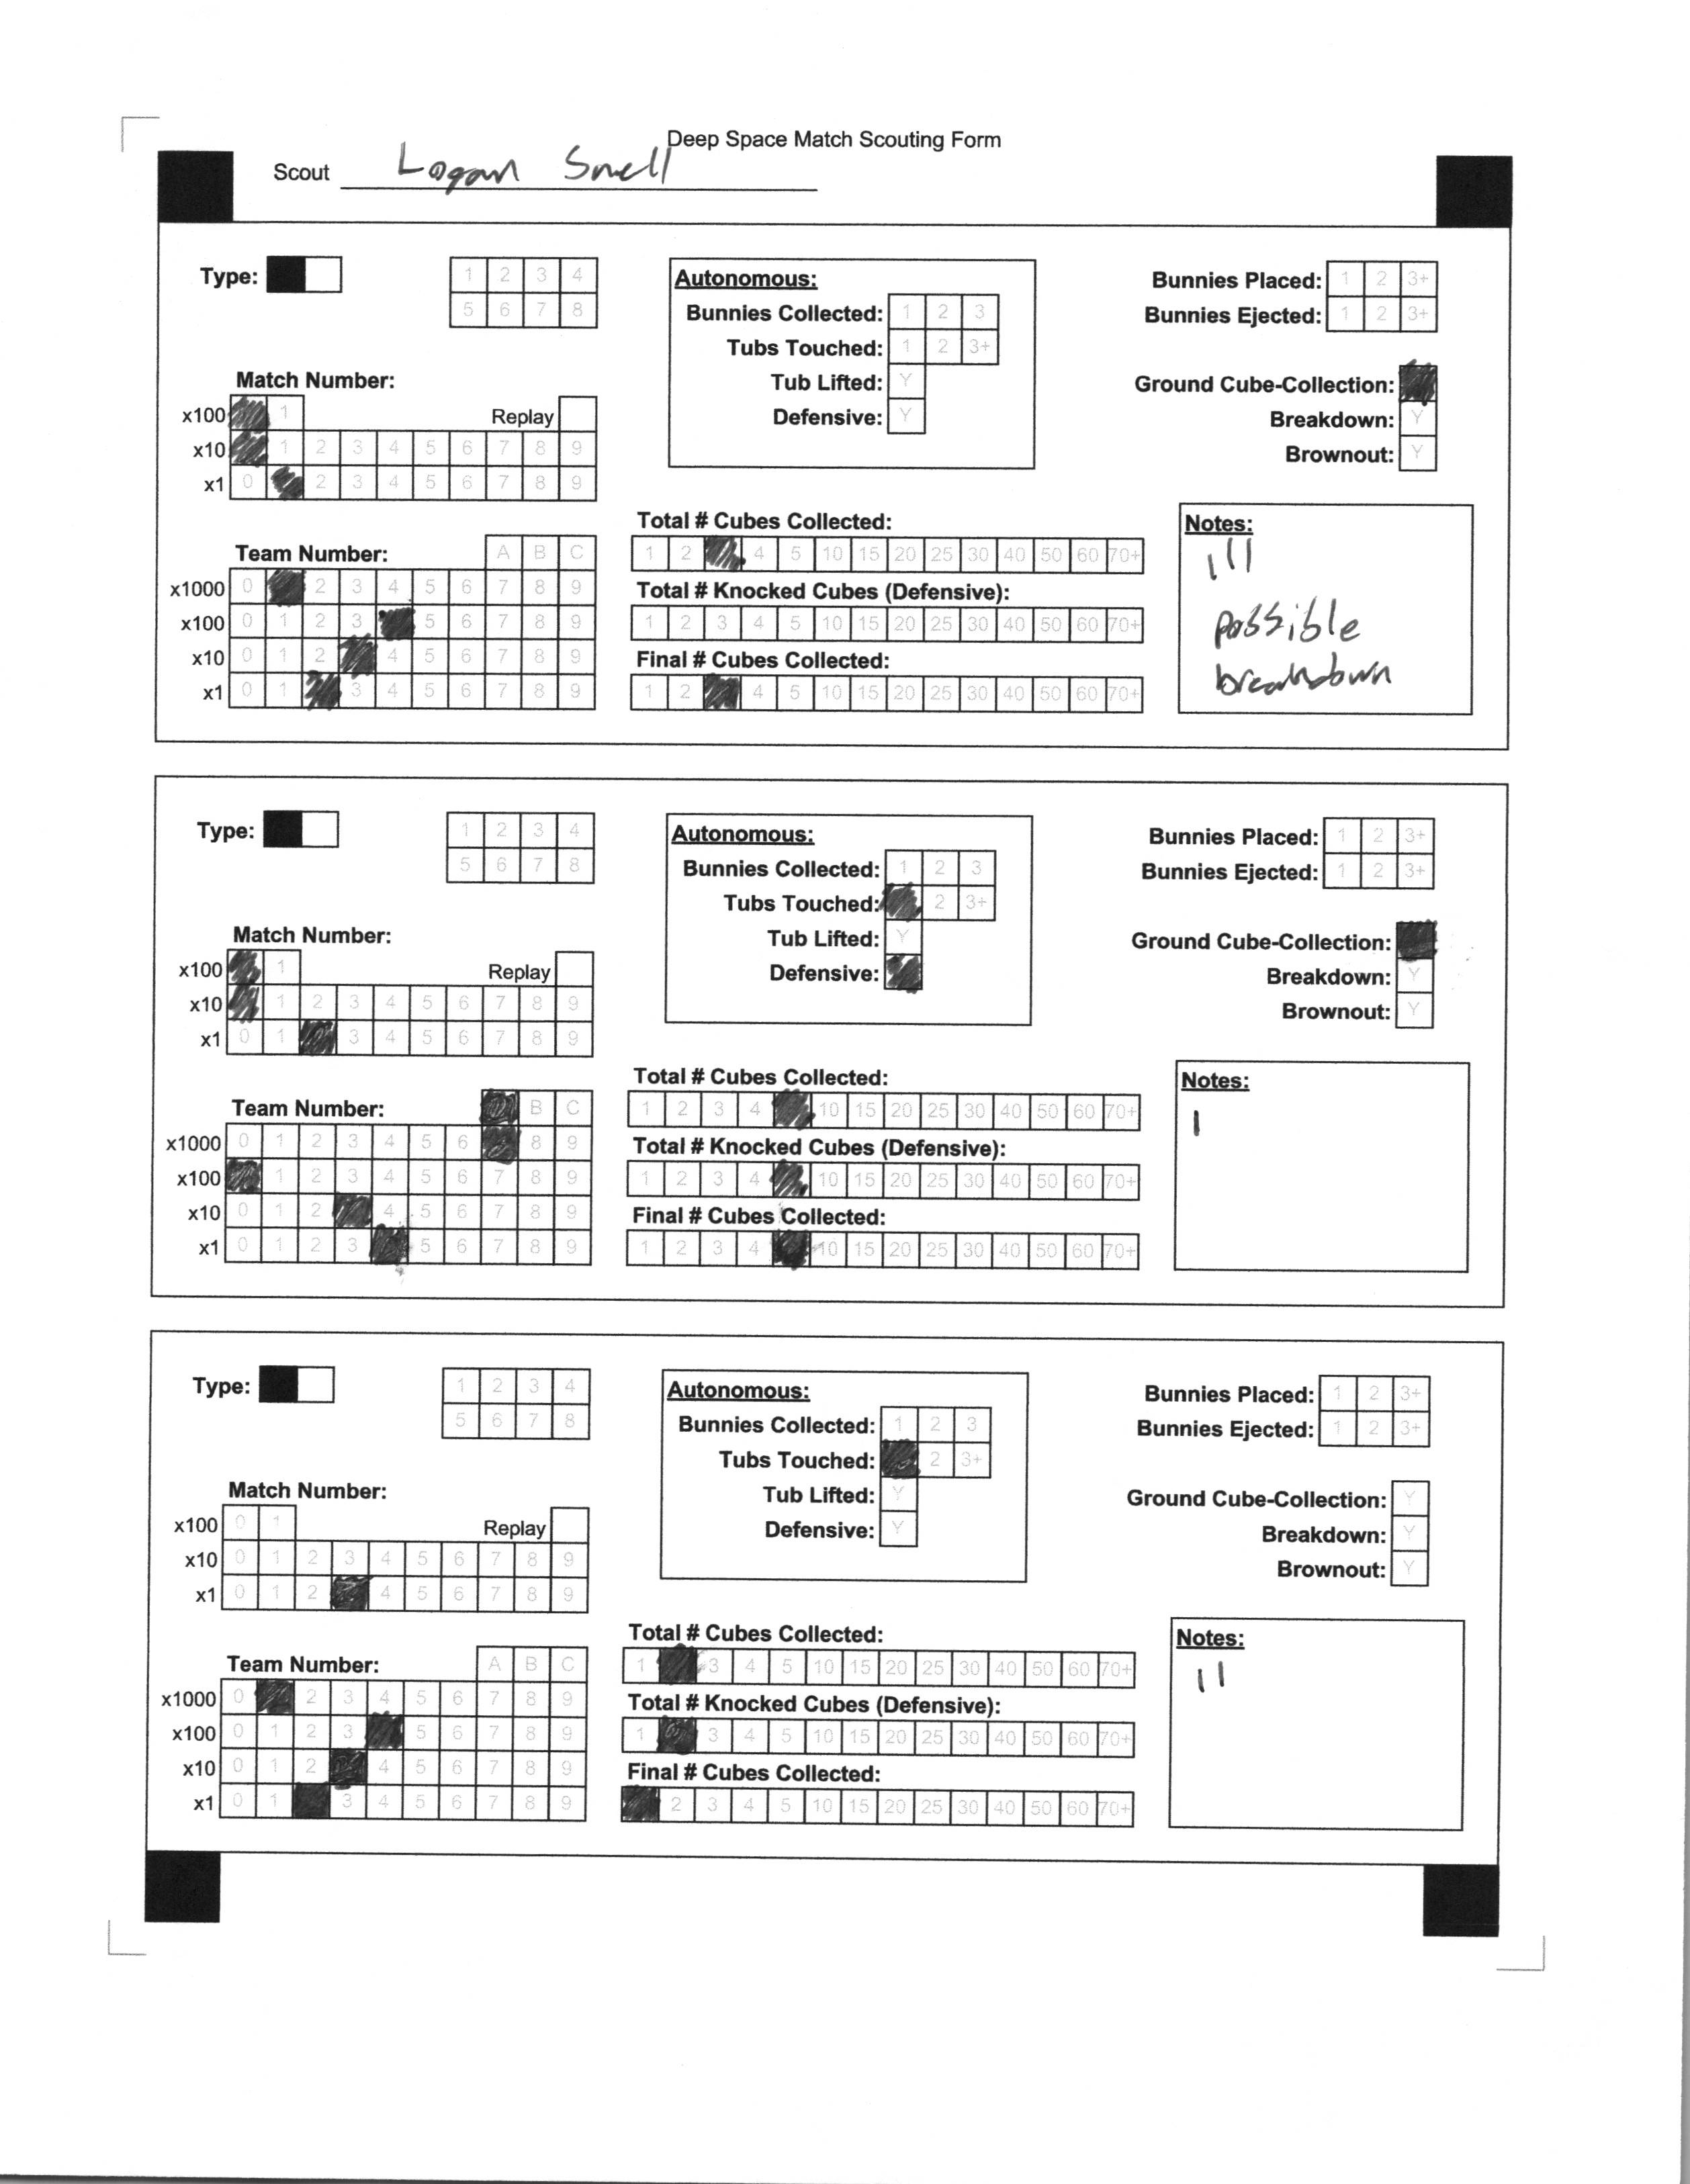 Deep Space Match Scouting Form
Scout Logan Snell
Type:
1 2 3 4
5 6 7 8
Match Number:
x100 1 Replay
x10 1 2 3 4 5 6 7 8 9
x1 0 2 3 4 5 6 7 8 9
Team Number: A B C
x1000 0 2 3 4 5 6 7 8 9
x100 0 1 2 3 5 6 7 8 9
x10 0 1 2 4 5 6 7 8 9
x1 0 1 3 4 5 6 7 8 9
Autonomous:
Bunnies Collected: 1 2 3
Tubs Touched: 1 2 3+
Tub Lifted: Y
Defensive: Y
Total # Cubes Collected:
1 2 4 5 10 15 20 25 30 40 50 60 70+
Total # Knocked Cubes (Defensive):
1 2 3 4 5 10 15 20 25 30 40 50 60 70+
Final # Cubes Collected:
1 2 4 5 10 15 20 25 30 40 50 60 70+
Bunnies Placed: 1 2 3+
Bunnies Ejected: 1 2 3+
Ground Cube-Collection:
Breakdown: Y
Brownout: Y
Notes:
III
possible
breakdown
Type:
1 2 3 4
5 6 7 8
Match Number:
x100 1 Replay
x10 1 2 3 4 5 6 7 8 9
x1 0 1 3 4 5 6 7 8 9
Team Number: B C
x1000 0 1 2 3 4 5 6 8 9
x100 1 2 3 4 5 6 7 8 9
x10 0 1 2 4 5 6 7 8 9
x1 0 1 2 3 5 6 7 8 9
Autonomous:
Bunnies Collected: 1 2 3
Tubs Touched: 2 3+
Tub Lifted: Y
Defensive:
Total # Cubes Collected:
1 2 3 4 10 15 20 25 30 40 50 60 70+
Total # Knocked Cubes (Defensive):
1 2 3 4 10 15 20 25 30 40 50 60 70+
Final # Cubes Collected:
1 2 3 4 10 15 20 25 30 40 50 60 70+
Bunnies Placed: 1 2 3+
Bunnies Ejected: 1 2 3+
Ground Cube-Collection:
Breakdown: Y
Brownout: Y
Notes:
I
Type:
1 2 3 4
5 6 7 8
Match Number:
x100 0 1 Replay
x10 0 1 2 3 4 5 6 7 8 9
x1 0 1 2 4 5 6 7 8 9
Team Number: A B C
x1000 0 2 3 4 5 6 7 8 9
x100 0 1 2 3 5 6 7 8 9
x10 0 1 2 4 5 6 7 8 9
x1 0 1 3 4 5 6 7 8 9
Autonomous:
Bunnies Collected: 1 2 3
Tubs Touched: 2 3+
Tub Lifted: Y
Defensive: Y
Total # Cubes Collected:
1 3 4 5 10 15 20 25 30 40 50 60 70+
Total # Knocked Cubes (Defensive):
1 3 4 5 10 15 20 25 30 40 50 60 70+
Final # Cubes Collected:
2 3 4 5 10 15 20 25 30 40 50 60 70+
Bunnies Placed: 1 2 3+
Bunnies Ejected: 1 2 3+
Ground Cube-Collection: Y
Breakdown: Y
Brownout: Y
Notes:
II